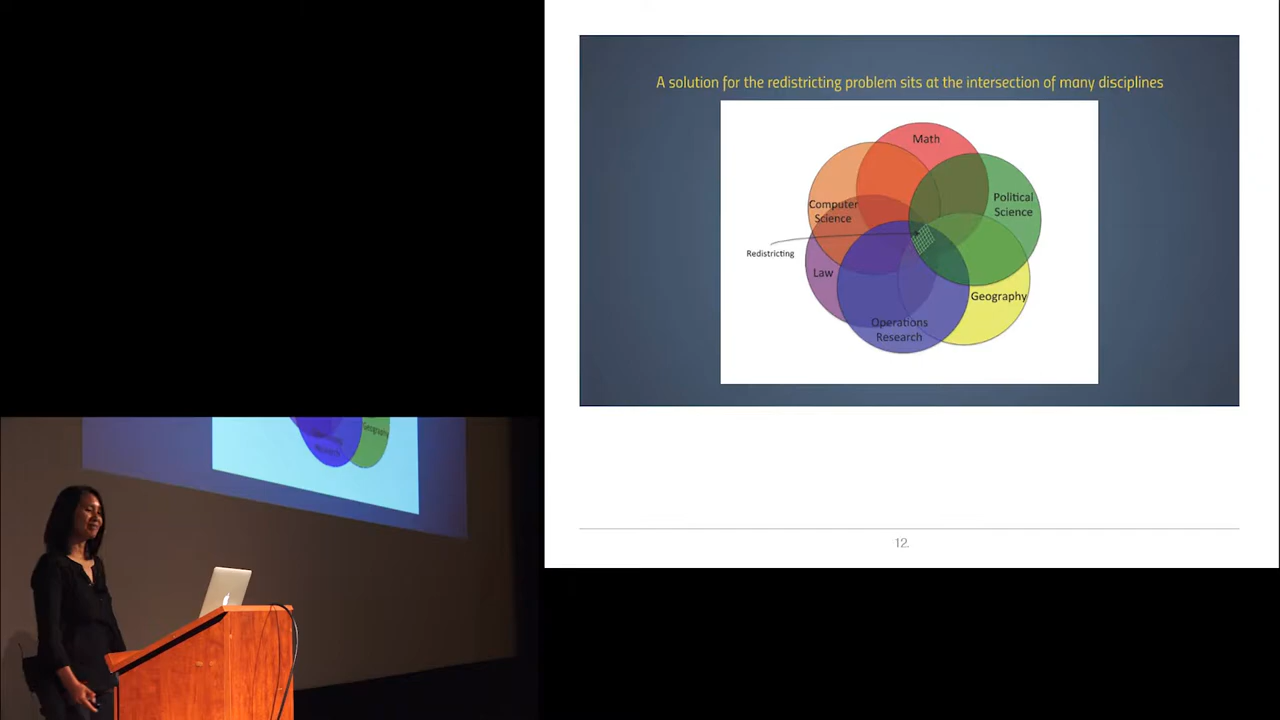 A solution for the redistricting problem sits at the intersection of many disciplines
Math
Political
Science
Computer
Science
Redistricting
Law
Geography
Operations
Research
12.
Geography